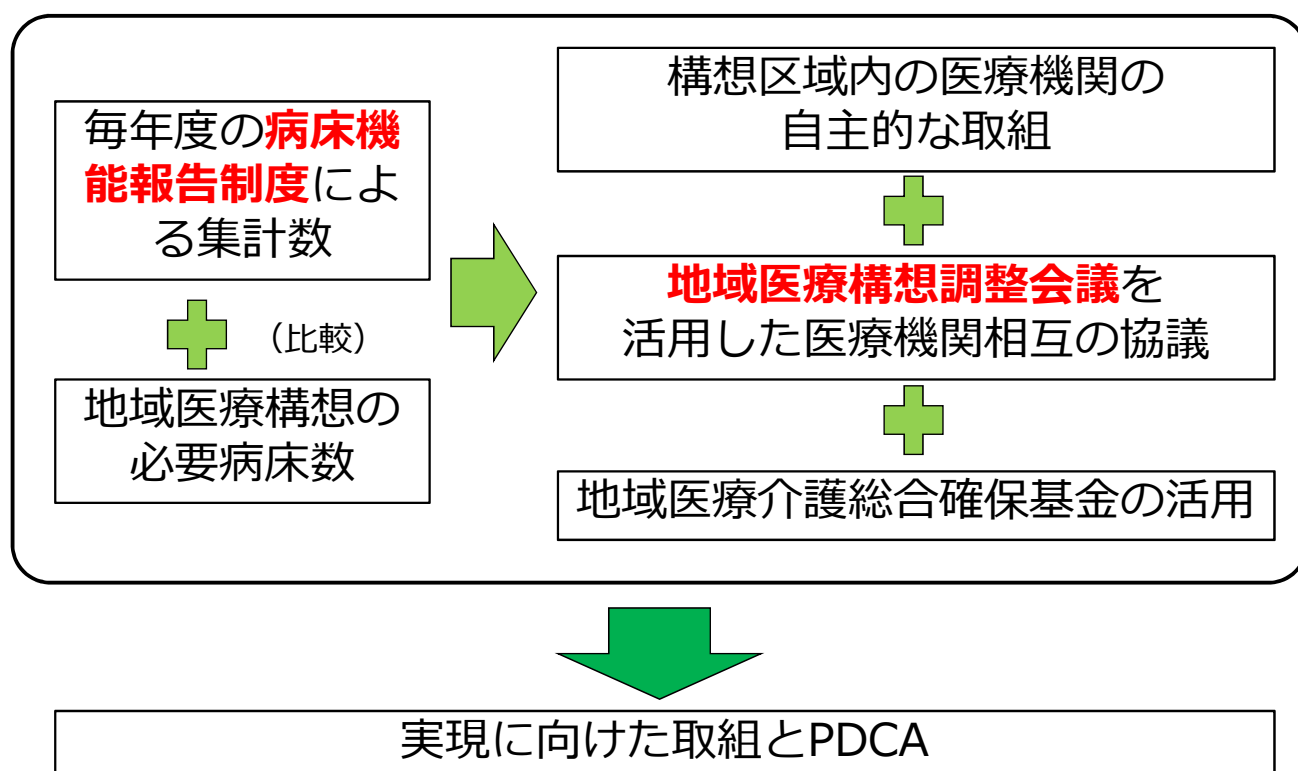 毎年度の病床機
能報告制度によ
る集計数
（比較）
地域医療構想の
必要病床数
構想区域内の医療機関の
自主的な取組
地域医療構想調整会議を
活用した医療機関相互の協議
地域医療介護総合確保基金の活用
実現に向けた取組とPDCA